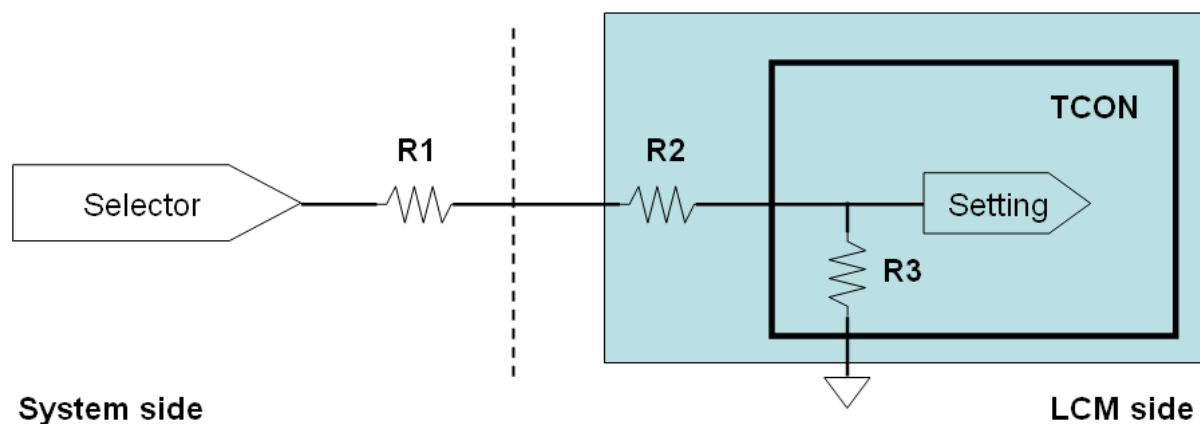 TCON
R1
R2
Selector
Setting
R3
System side
LCM side